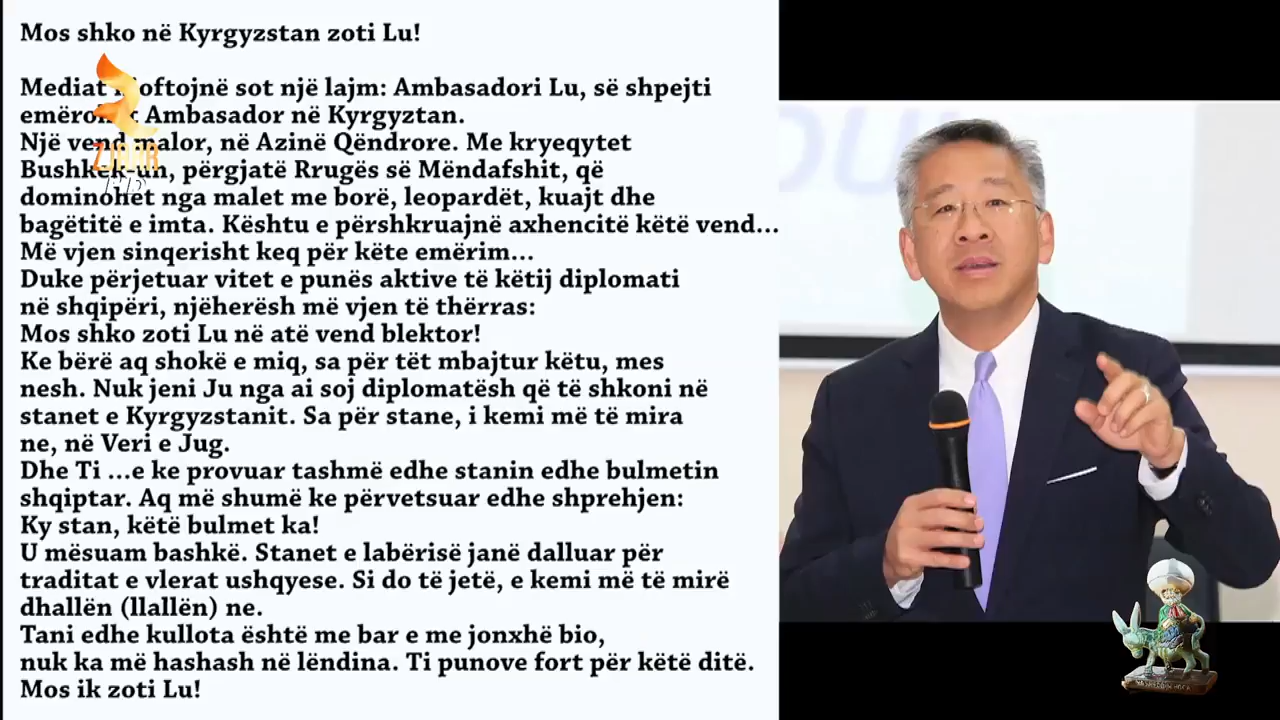 Mos shko në Kyrgyzstan zoti Lu!
Mediat njoftojnë sot një lajm: Ambasadori Lu, së shpejti
Ambasador në Kyrgyztan.
Një vend malor, në Azinë Qëndrore. Me kryeqytet
Bushkek-un, përgjatë Rrugës së Mëndafshit, që
dominohet nga malet me borë, leopardët, kuajt dhe
bagëtitë e imta. Kështu e përshkruajnë axhencitë këtë vend...
Më vjen sinqerisht keq për këte emërim...
Duke përjetuar vitet e punës aktive të këtij diplomati
në shqipëri, njëherësh më vjen të thërras:
Mos shko zoti Lu në atë vend blektor!
Ke bërë aq shokë e miq, sa për tët mbajtur këtu, mes
nesh. Nuk jeni Ju nga ai soj diplomatësh që të shkoni në
stanet e Kyrgyzstanit. Sa për stane, i kemi më të mira
ne, në Veri e Jug.
Dhe Ti ...e ke provuar tashmë edhe stanin edhe bulmetin
shqiptar. Aq më shumë ke përvetsuar edhe shprehjen:
Ky stan, këtë bulmet ka!
U mësuam bashkë. Stanet e labërisë janë dalluar për
traditat e vlerat ushqyese. Si do të jetë, e kemi më të mirë
dhallën (llallën) ne.
Tani edhe kullota është me bar e me jonxhë bio,
nuk ka më hashash në lëndina. Ti punove fort për këtë ditë.
Mos ik zoti Lu!